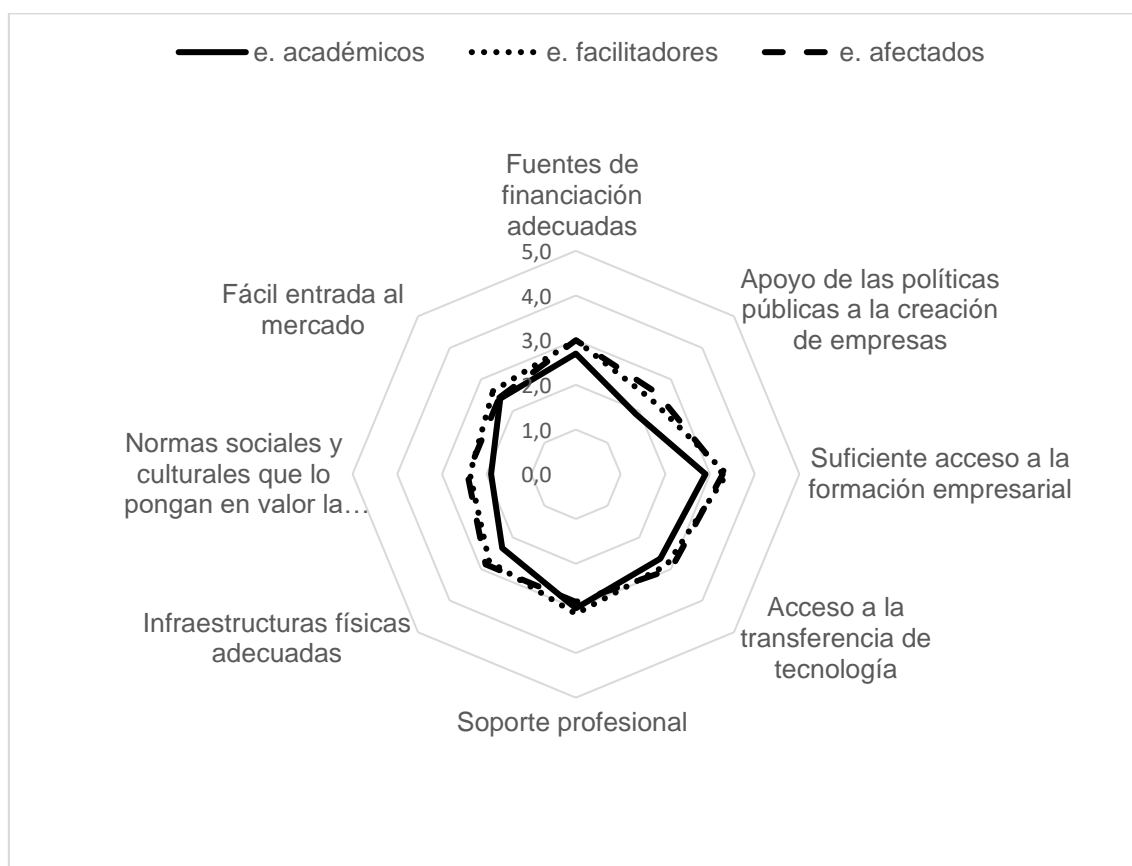 e. académicos e. facilitadores e. afectados
Fuentes de
financiación
adecuadas
Apoyo de las políticas
públicas a la creación
de empresas
Suficiente acceso a la
formación empresarial
Acceso a la
transferencia de
tecnología
Soporte profesional
Infraestructuras físicas
adecuadas
Normas sociales y
culturales que lo
pongan en valor la…
Fácil entrada al
mercado
5,0
4,0
3,0
2,0
1,0
0,0